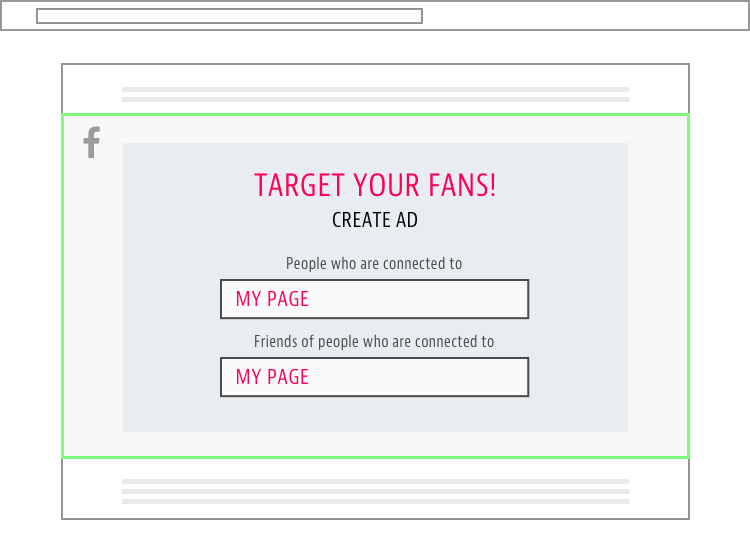 f
TARGET YOUR FANS!
CREATE AD
People who are connected to
MY PAGE
Friends of people who are connected to
MY PAGE